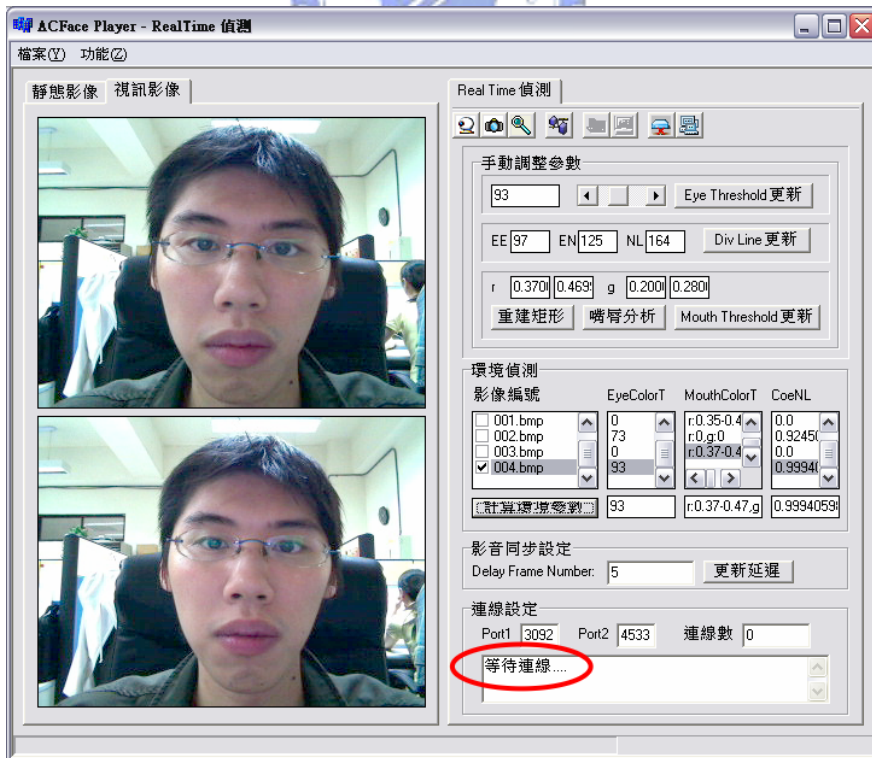 ACFace Player - RealTime 偵測
檔案(Y) 功能(Z)
靜態影像 視訊影像
Real Time 偵測
手動調整參數
93 Eye Threshold 更新
EE 97 EN 125 NL 164 Div Line 更新
r 0.370 0.469 g 0.200 0.280
重建矩形 嘴唇分析 Mouth Threshold 更新
環境偵測
影像編號 EyeColorT MouthColorT CoeNL
001.bmp 0 r:0.35-0.4 0.0
002.bmp 73 r:0,g:0 0.9245
003.bmp 0 r:0.37-0.4 0.0
004.bmp 93 0.9994
計算環境參數 93 r:0.37-0.47,g 0.9994059
影音同步設定
Delay Frame Number: 5 更新延遲
連線設定
Port1 3092 Port2 4533 連線數 0
等待連線....